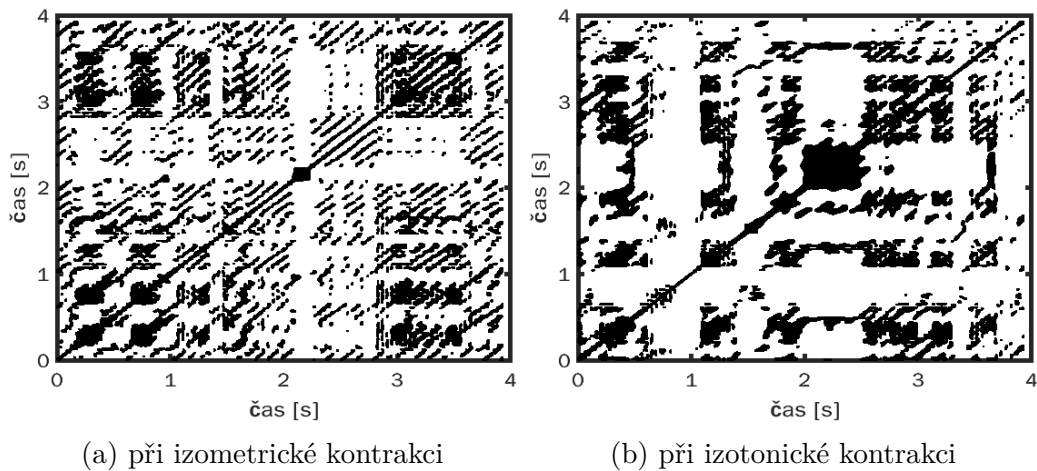 4
3
2
1
0
čas [s]
0 1 2 3 4
čas [s]
(a) při izometrické kontrakci
4
3
2
1
0
čas [s]
0 1 2 3 4
čas [s]
(b) při izotonické kontrakci